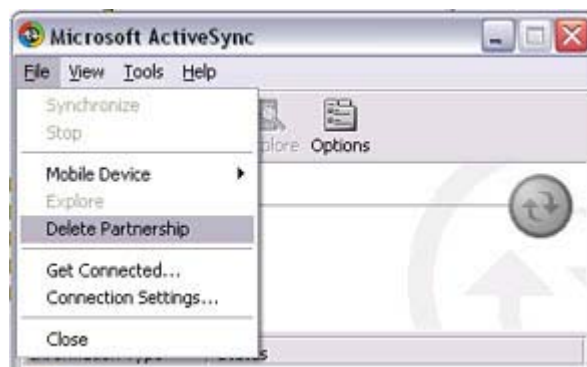 Microsoft ActiveSync
File View Tools Help
Synchronize
Stop
Options
Mobile Device
Explore
Delete Partnership
Get Connected...
Connection Settings...
Close